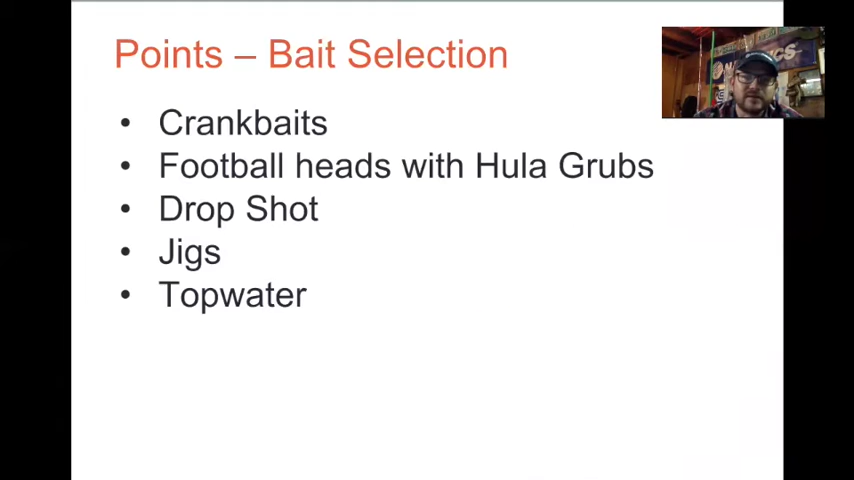 Points – Bait Selection
• Crankbaits
• Football heads with Hula Grubs
• Drop Shot
• Jigs
• Topwater